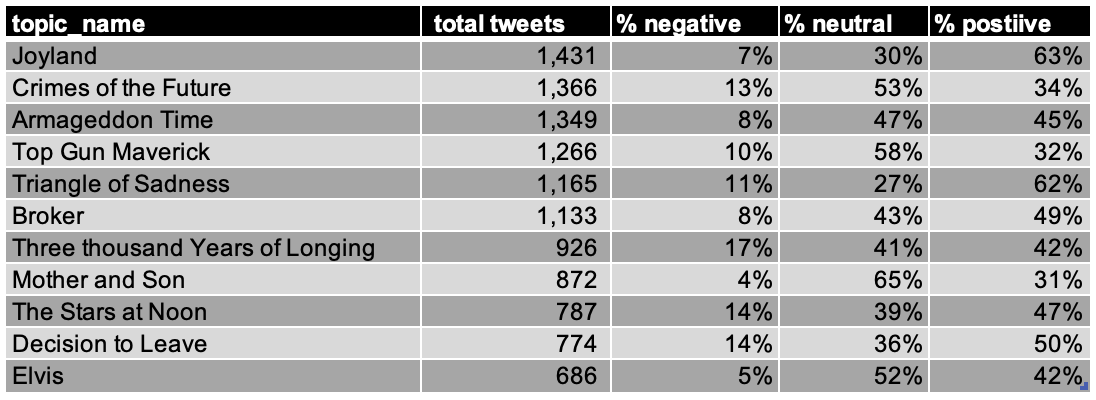 topic_name total tweets % negative % neutral % postiive
Joyland 1,431 7% 30% 63%
Crimes of the Future 1,366 13% 53% 34%
Armageddon Time 1,349 8% 47% 45%
Top Gun Maverick 1,266 10% 58% 32%
Triangle of Sadness 1,165 11% 27% 62%
Broker 1,133 8% 43% 49%
Three thousand Years of Longing 926 17% 41% 42%
Mother and Son 872 4% 65% 31%
The Stars at Noon 787 14% 39% 47%
Decision to Leave 774 14% 36% 50%
Elvis 686 5% 52% 42%